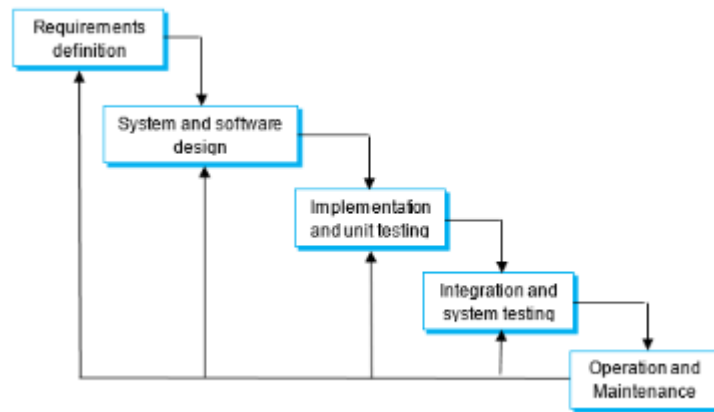 Requirements
definition
System and software
design
Implementation
and unit testing
Integration and
system testing
Operation and
Maintenance